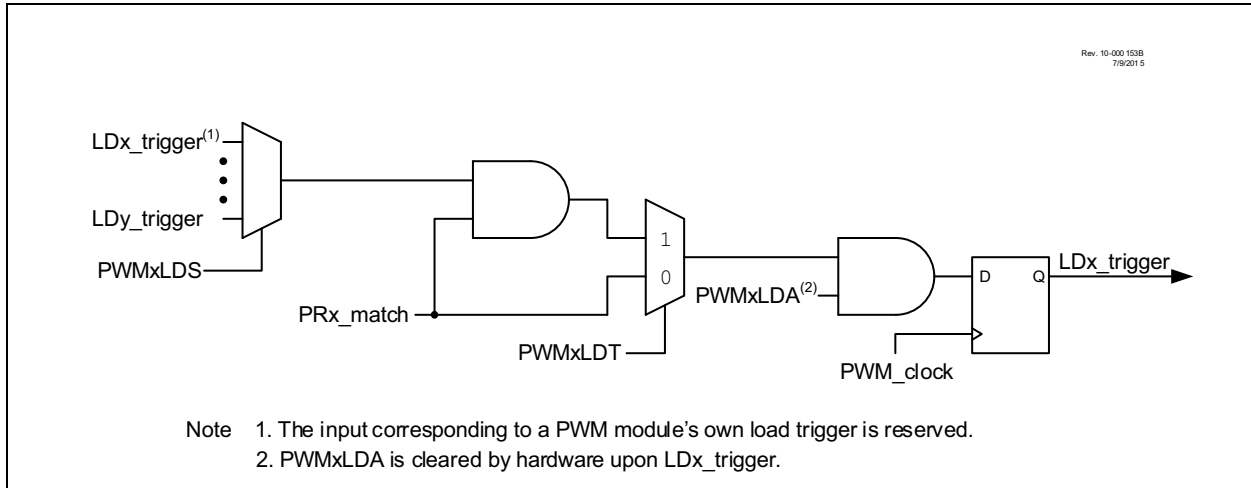 Rev. 10-000 153B
7/9/201 5
LDx_trigger(1)
LDy_trigger
PWMxLDS
PRx_match
1
0
PWMxLDT
PWMxLDA(2)
D
Q
LDx_trigger
PWM_clock
Note 1. The input corresponding to a PWM module's own load trigger is reserved.
2. PWMxLDA is cleared by hardware upon LDx_trigger.